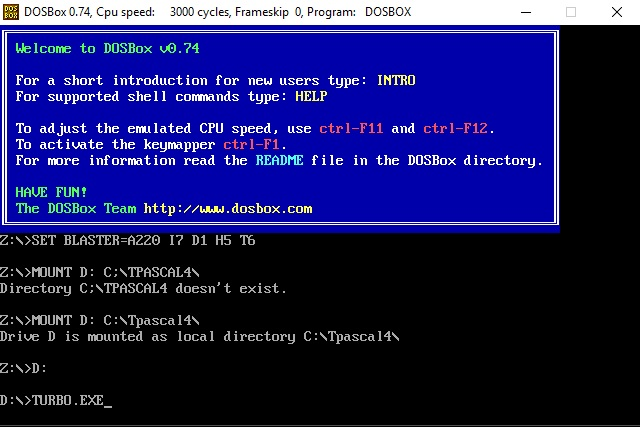 DOS BOX DOSBox 0.74, Cpu speed: 3000 cycles, Frameskip 0, Program: DOSBOX
Welcome to DOSBox v0.74
For a short introduction for new users type: INTRO
For supported shell commands type: HELP
To adjust the emulated CPU speed, use ctrl-F11 and ctrl-F12.
To activate the keymapper ctrl-F1.
For more information read the README file in the DOSBox directory.
HAVE FUN!
The DOSBox Team http://www.dosbox.com
Z:\>SET BLASTER=A220 I7 D1 H5 T6
Z:\>MOUNT D: C;\TPASCAL4\
Directory C;\TPASCAL4 doesn't exist.
Z:\>MOUNT D: C:\Tpascal4\
Drive D is mounted as local directory C:\Tpascal4\
Z:\>D:
D:\>TURBO.EXE_